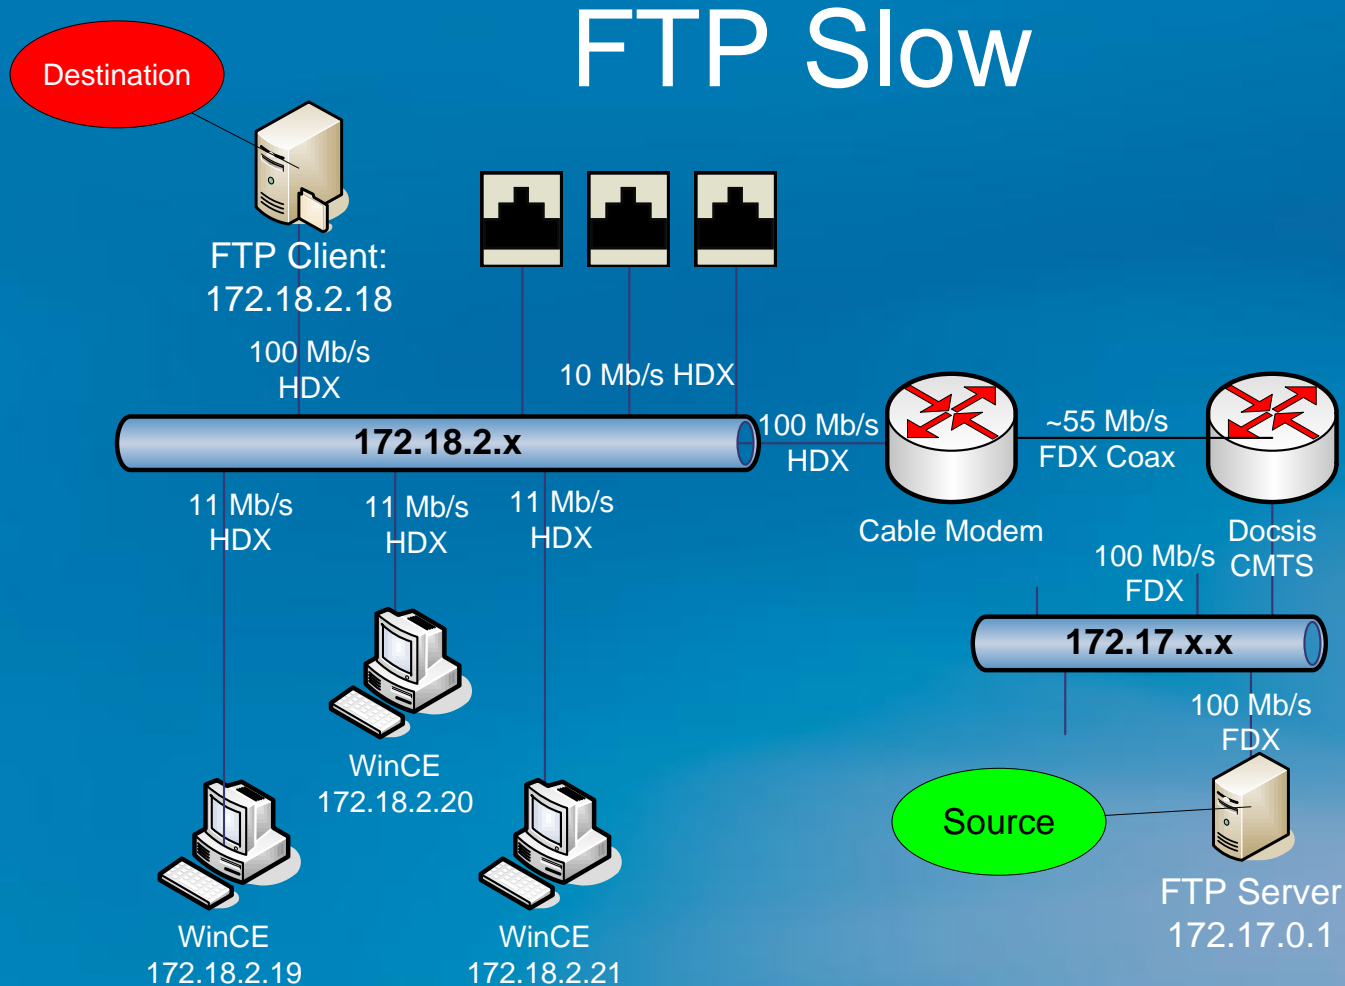 FTP Slow
Destination
FTP Client:
172.18.2.18
100 Mb/s
HDX
10 Mb/s HDX
172.18.2.x
100 Mb/s
HDX
~55 Mb/s
FDX Coax
Cable Modem
Docsis
CMTS
11 Mb/s
HDX
11 Mb/s
HDX
11 Mb/s
HDX
100 Mb/s
FDX
172.17.x.x
100 Mb/s
FDX
WinCE
172.18.2.20
Source
FTP Server
172.17.0.1
WinCE
172.18.2.19
WinCE
172.18.2.21